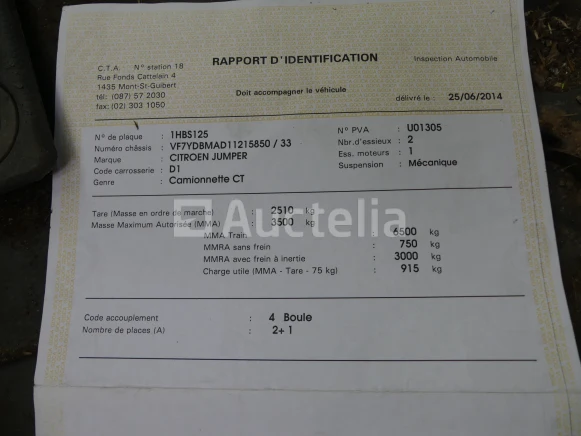 C.T.A. N° station 18
Rue Fonds Cattelain 4
1435 Mont-St-Guibert
tél: (087) 57 2030
fax: (02) 303 1050
RAPPORT D'IDENTIFICATION
Inspection Automobile
Doit accompagner le véhicule
délivré le : 25/06/2014
N° de plaque : 1HBS125
N° PVA : U01305
Numéro châssis : VF7YDBMAD11215850 / 33
Nbr.d'essieux : 2
Marque : CITROEN JUMPER
Ess. moteurs : 1
Code carrosserie : D1
Suspension : Mécanique
Genre : Camionnette CT
Tare (Masse en ordre de marche) : 2510 kg
Masse Maximum Autorisée (MMA) : 3500 kg
Auctelia
MMA Train : 6500 kg
MMRA sans frein : 750 kg
MMRA avec frein à inertie : 3000 kg
Charge utile (MMA - Tare - 75 kg) : 915 kg
Code accouplement : 4 Boule
Nombre de places (A) : 2+1